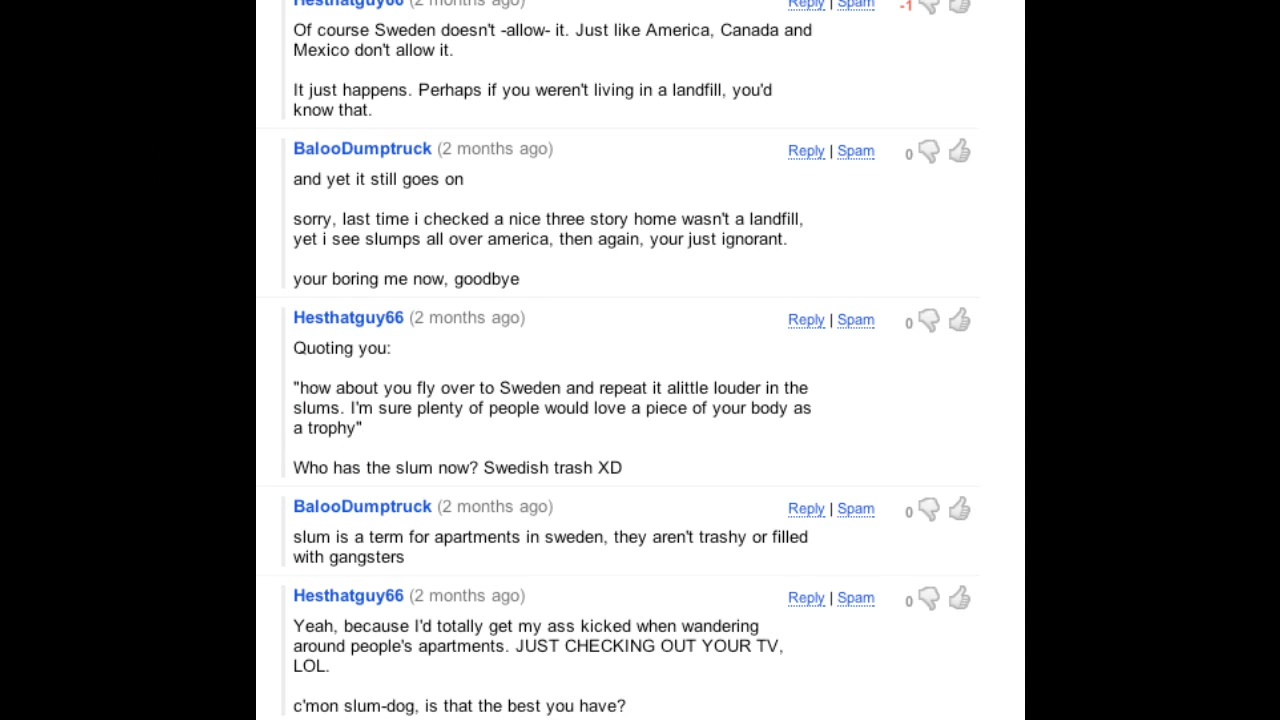 Hesthatguy66 (2 months ago) Reply | Spam -1
Of course Sweden doesn't -allow- it. Just like America, Canada and
Mexico don't allow it.
It just happens. Perhaps if you weren't living in a landfill, you'd
know that.
BalooDumptruck (2 months ago) Reply | Spam 0
and yet it still goes on
sorry, last time i checked a nice three story home wasn't a landfill,
yet i see slumps all over america, then again, your just ignorant.
your boring me now, goodbye
Hesthatguy66 (2 months ago) Reply | Spam 0
Quoting you:
"how about you fly over to Sweden and repeat it alittle louder in the
slums. I'm sure plenty of people would love a piece of your body as
a trophy"
Who has the slum now? Swedish trash XD
BalooDumptruck (2 months ago) Reply | Spam 0
slum is a term for apartments in sweden, they aren't trashy or filled
with gangsters
Hesthatguy66 (2 months ago) Reply | Spam 0
Yeah, because I'd totally get my ass kicked when wandering
around people's apartments. JUST CHECKING OUT YOUR TV,
LOL.
c'mon slum-dog, is that the best you have?